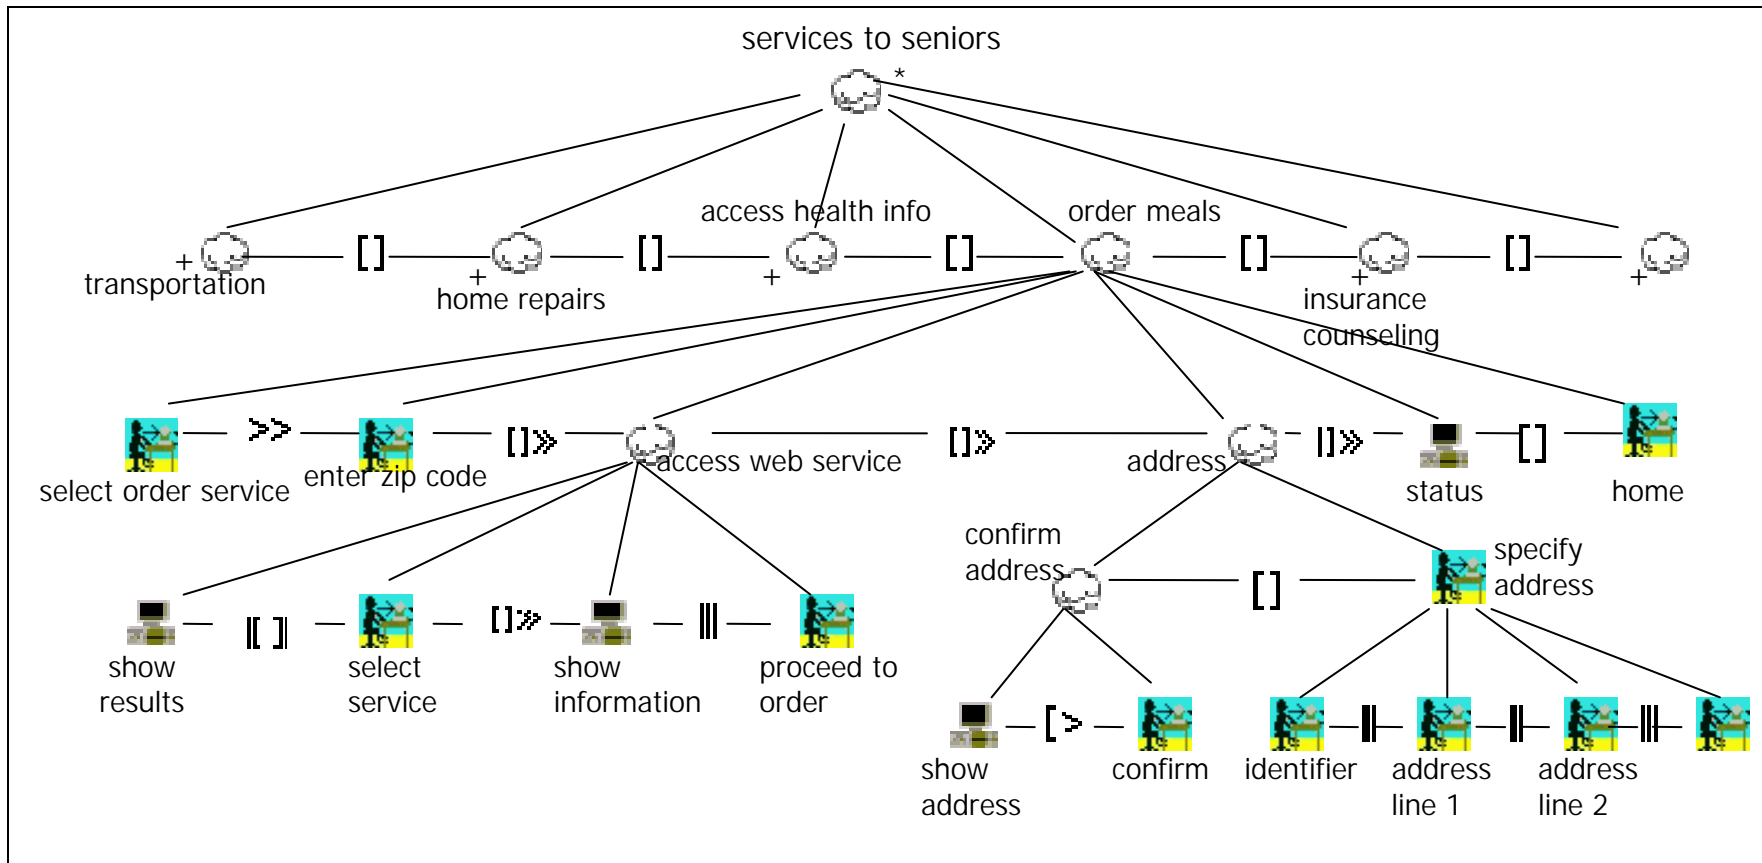 services to seniors
*
access health info
order meals
+ [] + [] + [] [] + [] +
transportation
home repairs
insurance
counseling
>> []» []» []» []
select order service
enter zip code
access web service
address
status
home
confirm
address
specify
address
[]
|[]| []» |||
show
results
select
service
show
information
proceed to
order
[> ||| ||| |||
show
address
confirm
identifier
address
line 1
address
line 2